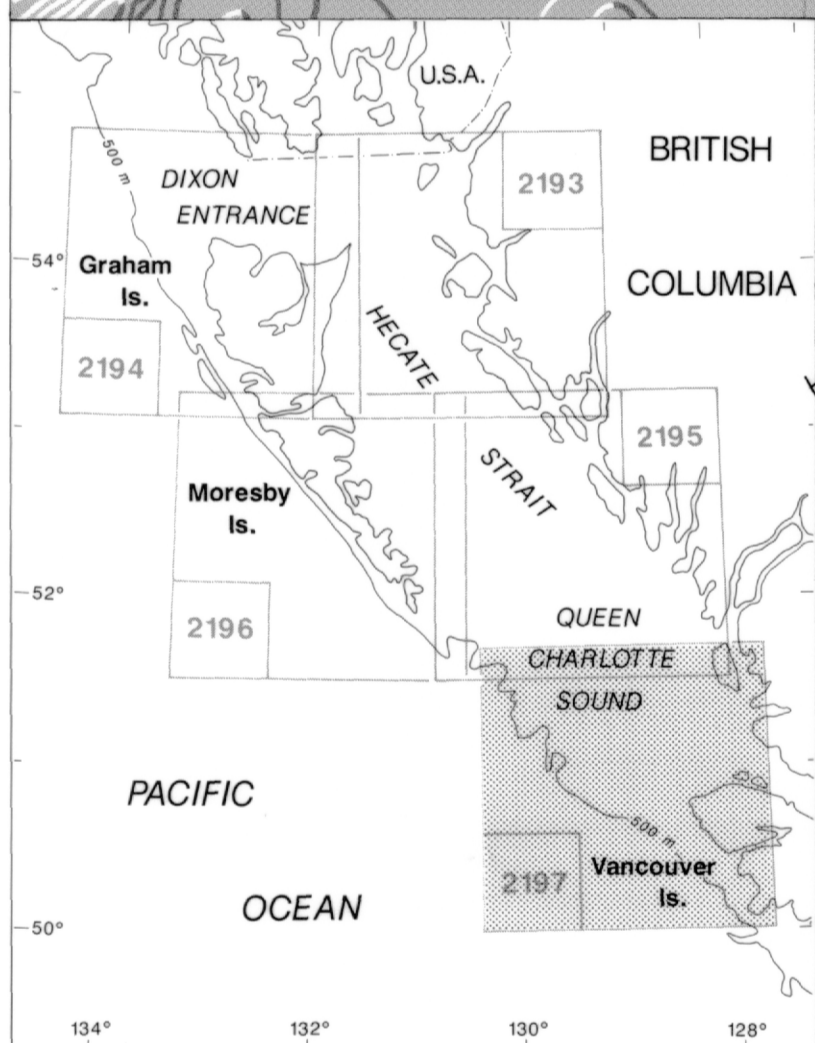 U.S.A.
BRITISH
500 m
DIXON
ENTRANCE
2193
54°
Graham
Is.
COLUMBIA
HECATE
2194
2195
STRAIT
Moresby
Is.
52°
2196
QUEEN
CHARLOTTE
SOUND
PACIFIC
500 m
Vancouver
Is.
2197
OCEAN
50°
134°
132°
130°
128°